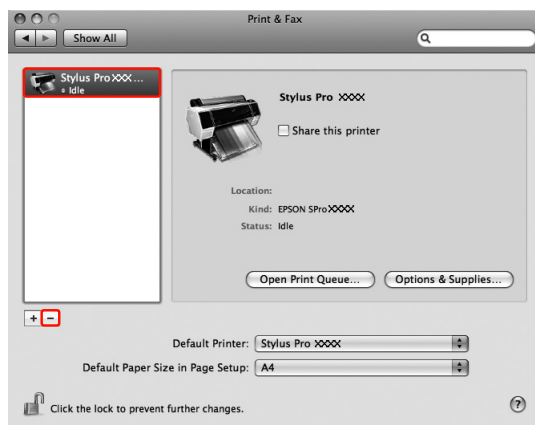 Print & Fax
Show All
Stylus Pro XXX...
Idle
Stylus Pro XXXX
Share this printer
Location:
Kind: EPSON SProXXXX
Status: Idle
Open Print Queue...
Options & Supplies...
+ −
Default Printer: Stylus Pro XXXX
Default Paper Size in Page Setup: A4
Click the lock to prevent further changes.
?